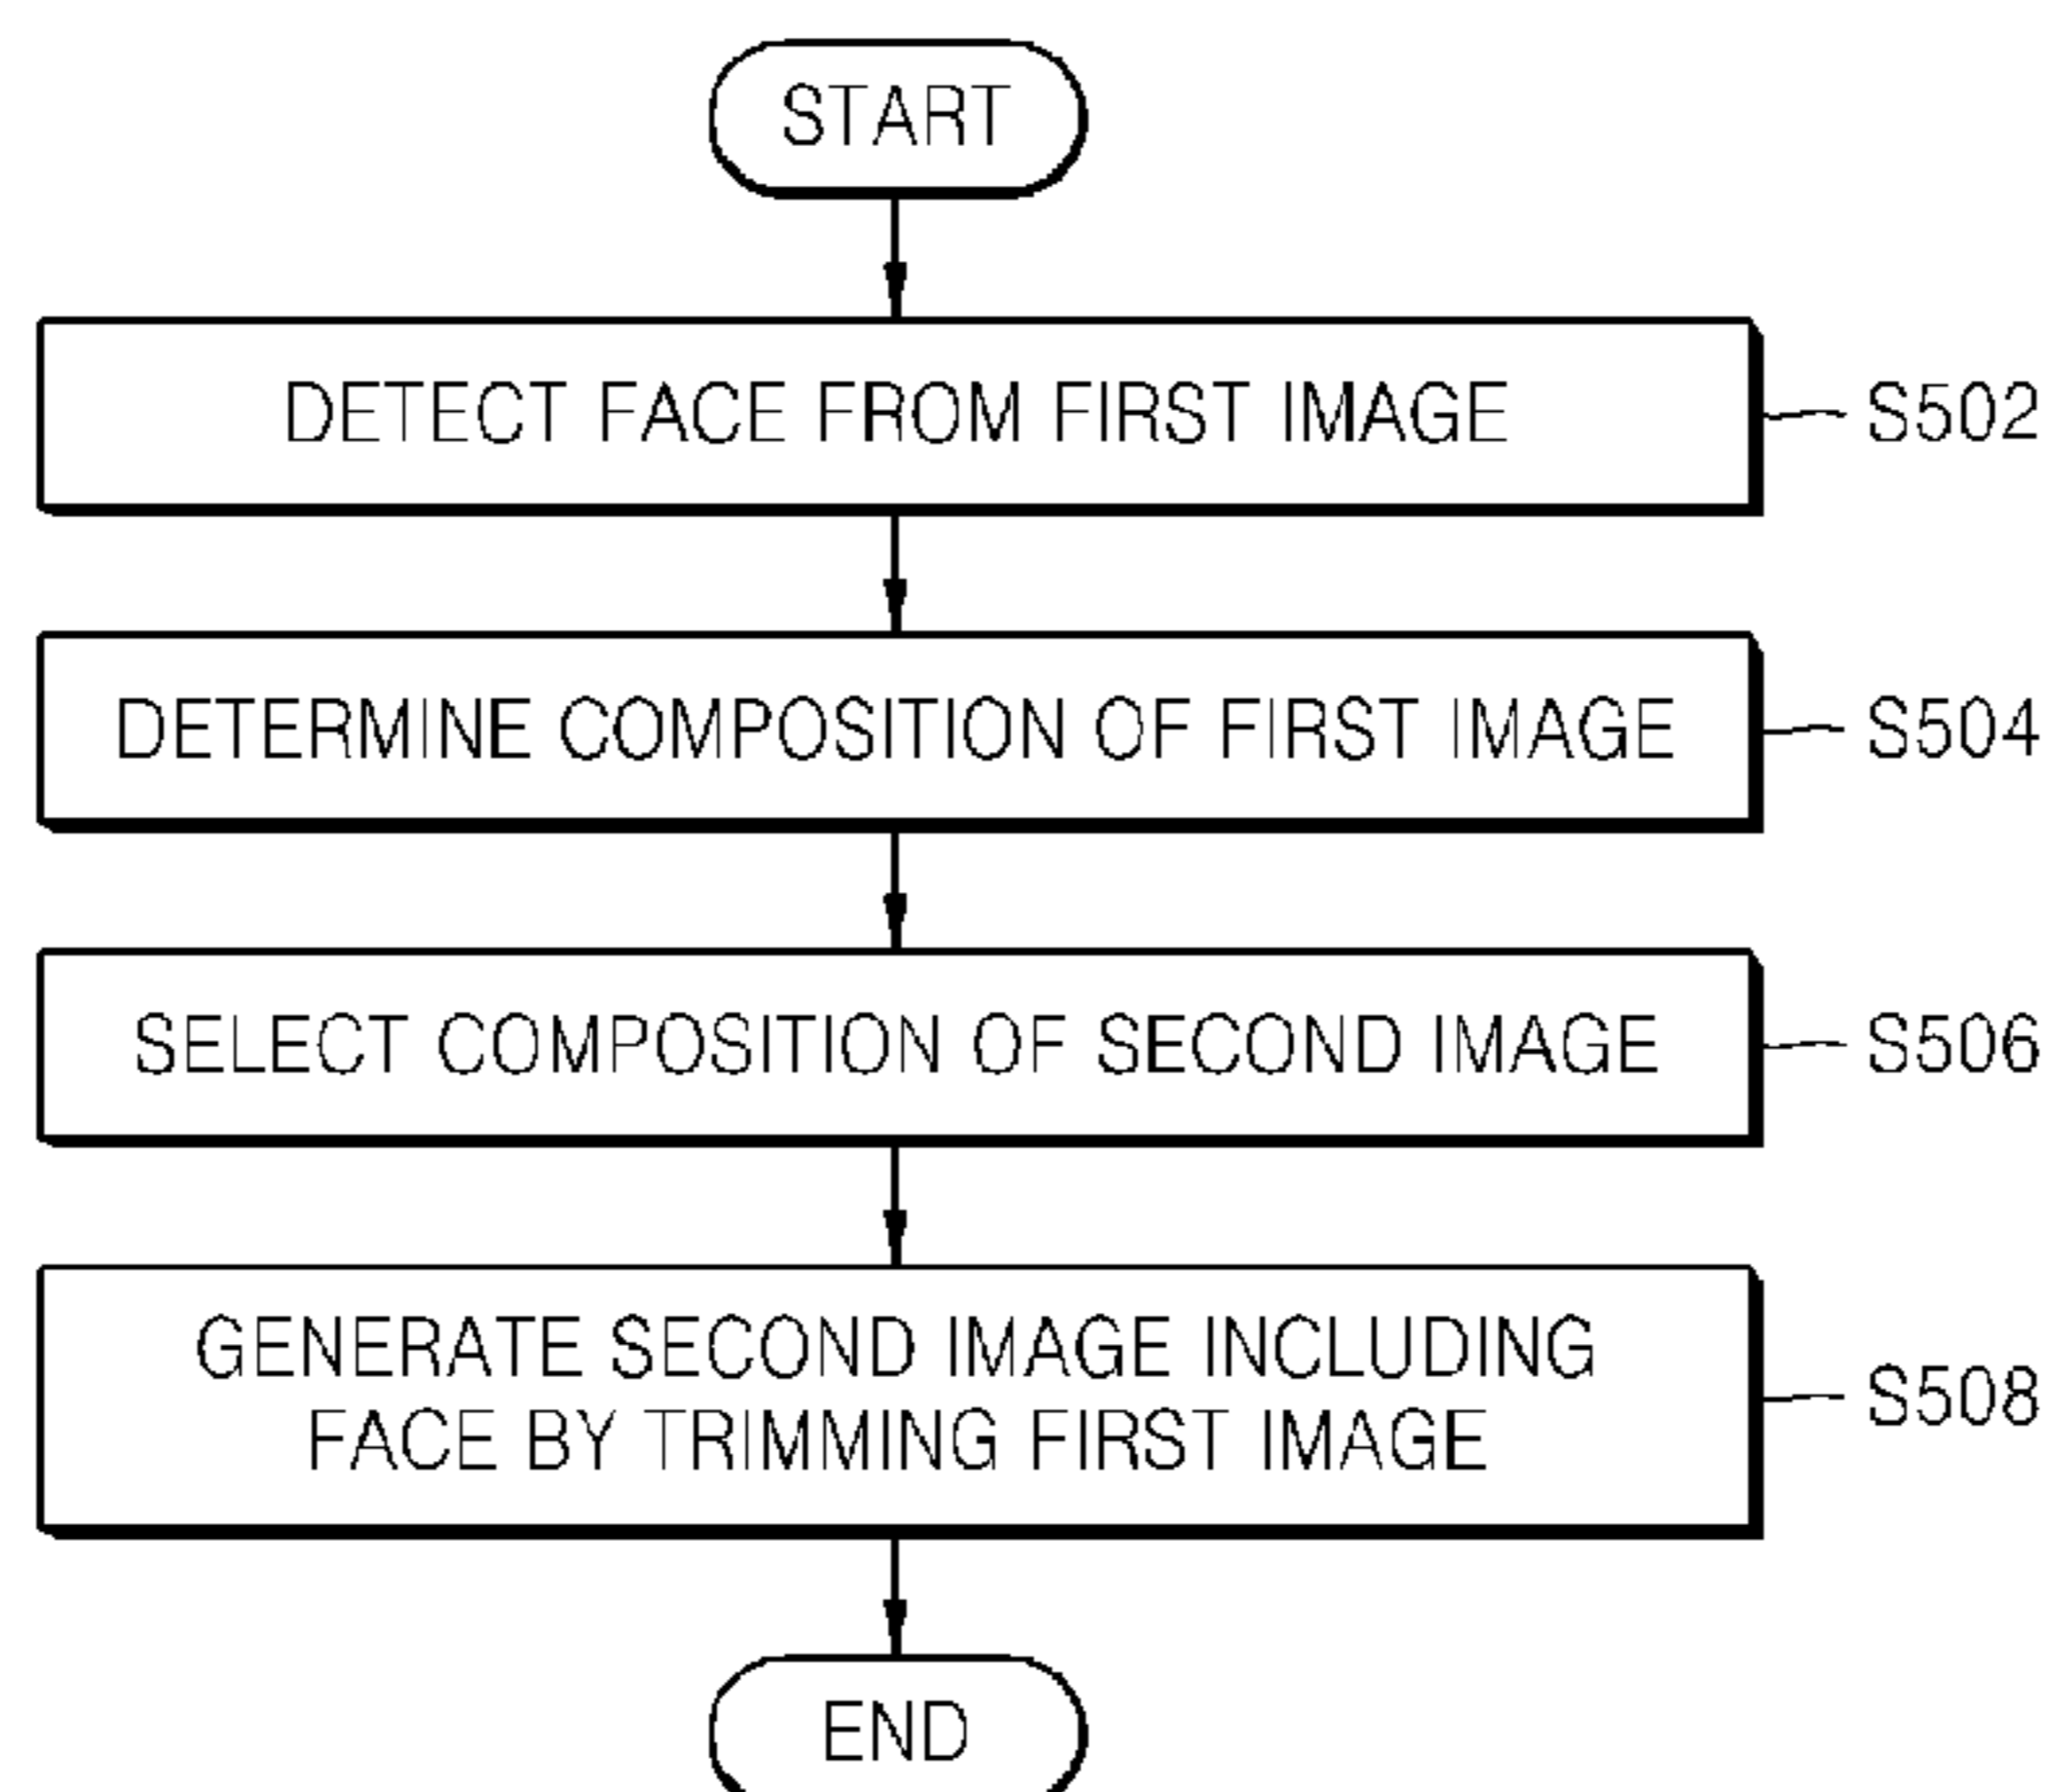 START
DETECT FACE FROM FIRST IMAGE
S502
DETERMINE COMPOSITION OF FIRST IMAGE
S504
SELECT COMPOSITION OF SECOND IMAGE
S506
GENERATE SECOND IMAGE INCLUDING
FACE BY TRIMMING FIRST IMAGE
S508
END